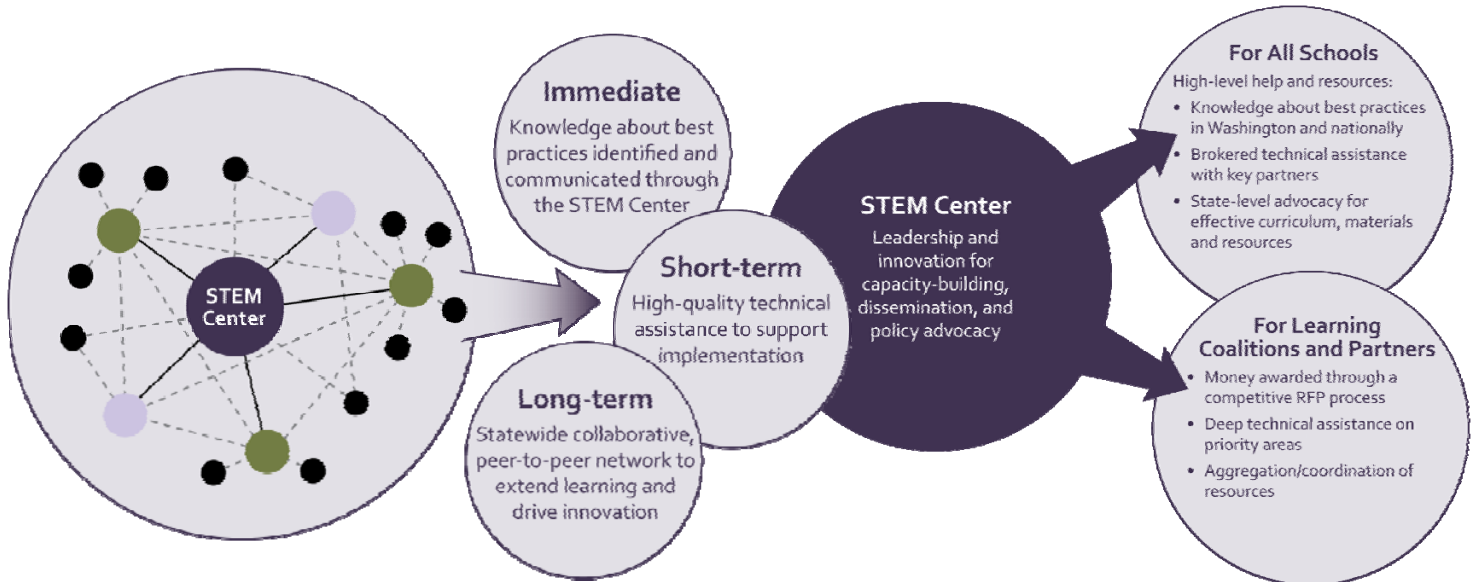 STEM
Center
Immediate
Knowledge about best
practices identified and
communicated through
the STEM Center
Short-term
High-quality technical
assistance to support
implementation
Long-term
Statewide collaborative,
peer-to-peer network to
extend learning and
drive innovation
STEM Center
Leadership and
innovation for
capacity-building,
dissemination, and
policy advocacy
For All Schools
High-level help and resources:
• Knowledge about best practices
in Washington and nationally
• Brokered technical assistance
with key partners
• State-level advocacy for
effective curriculum, materials
and resources
For Learning
Coalitions and Partners
• Money awarded through a
competitive RFP process
• Deep technical assistance on
priority areas
• Aggregation/coordination of
resources